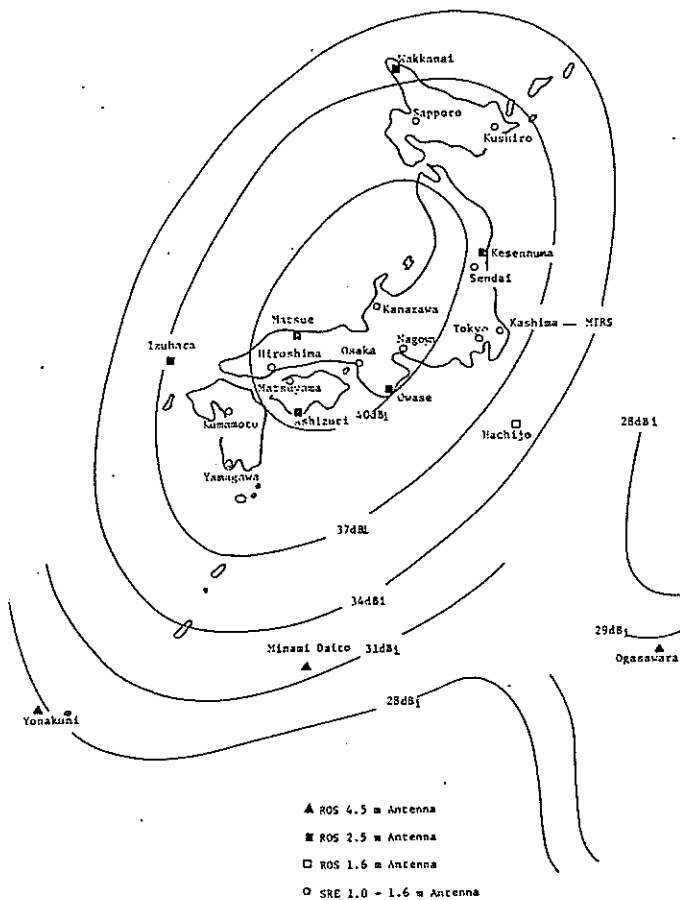 Wakkanai
Sapporo
Kushiro
Kesennuma
Sendai
Kanazawa
Matsue
Tokyo
Kashima — MTRS
Nagoya
Izuhara
Hiroshima
Osaka
Matsuyama
Owase
Kumamoto
Ashizuri
40dBi
Hachijo
28dBi
Yamagawa
37dBi
34dBi
29dBi
Minami Daito
31dBi
Ogasawara
28dBi
Yonakuni
▲ ROS 4.5 m Antenna
■ ROS 2.5 m Antenna
□ ROS 1.6 m Antenna
○ SRE 1.0 - 1.6 m Antenna